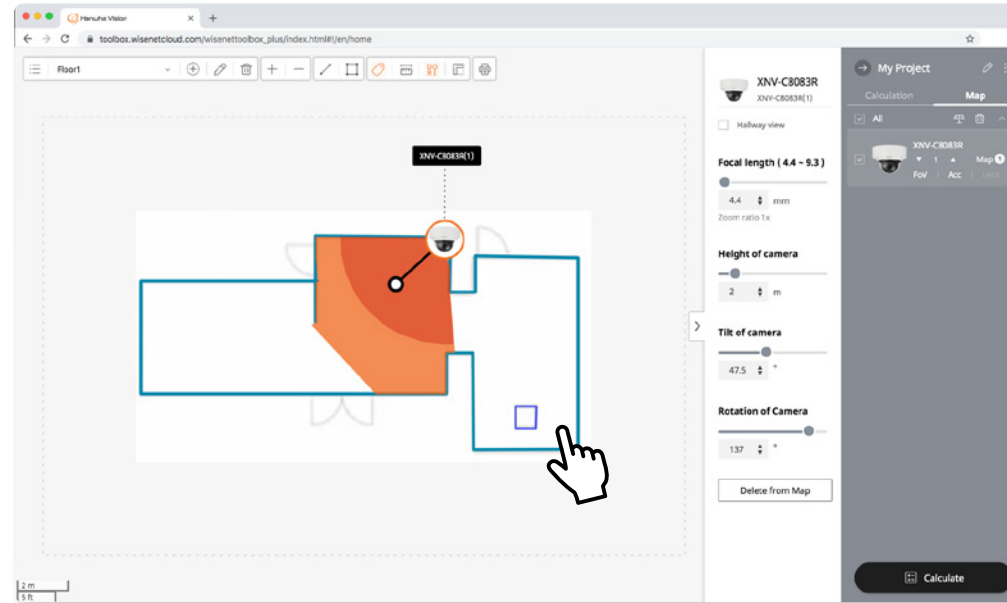 Hanwha Vision
toolbox.wisenetcloud.com/wisenettoolbox_plus/index.html#!/en/home
Floor1
XNV-C8083R(1)
2 m
5 ft
XNV-C8083R
XNV-C8083R(1)
Hallway view
Focal length ( 4.4 ~ 9.3 )
4.4 mm
Zoom ratio 1x
Height of camera
2 m
Tilt of camera
47.5 °
Rotation of Camera
137 °
Delete from Map
My Project
Calculation Map
All
XNV-C8083R
1 Map 1
FoV Acc Lens
Calculate